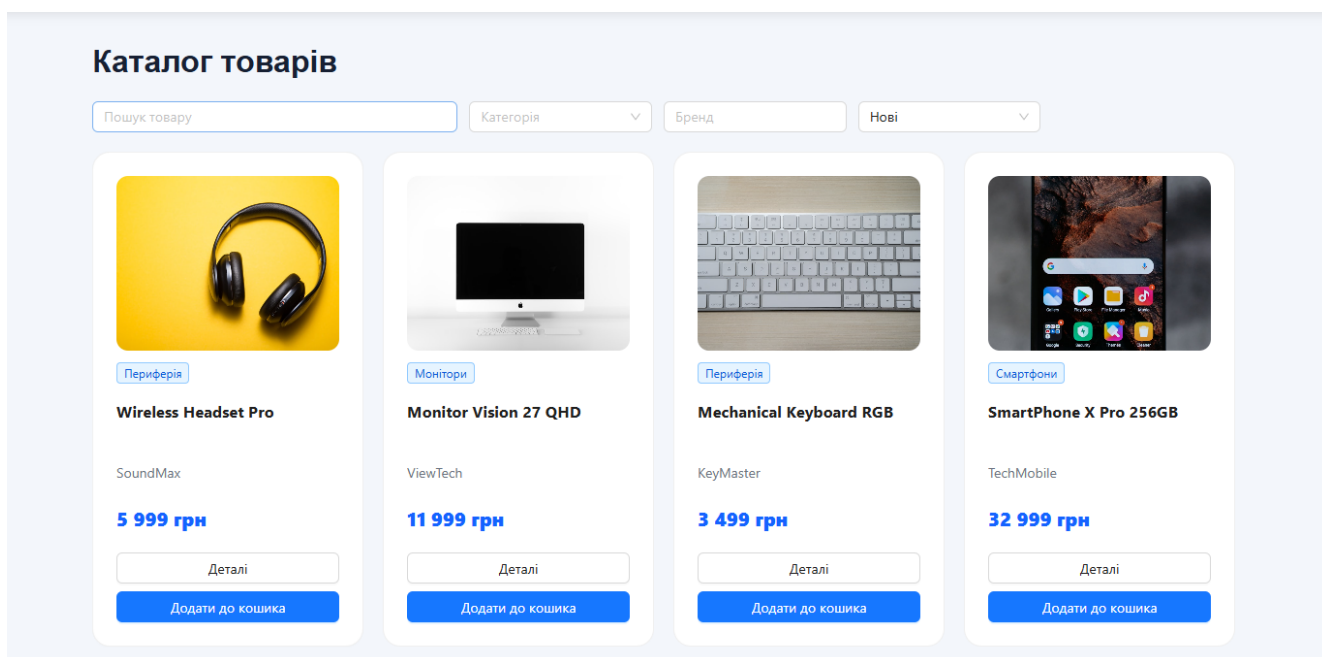 Каталог товарів
Пошук товару
Категорія
Бренд
Нові
Периферія
Wireless Headset Pro
SoundMax
5 999 грн
Деталі
Додати до кошика
Монітори
Monitor Vision 27 QHD
ViewTech
11 999 грн
Деталі
Додати до кошика
Периферія
Mechanical Keyboard RGB
KeyMaster
3 499 грн
Деталі
Додати до кошика
Смартфони
SmartPhone X Pro 256GB
TechMobile
32 999 грн
Деталі
Додати до кошика